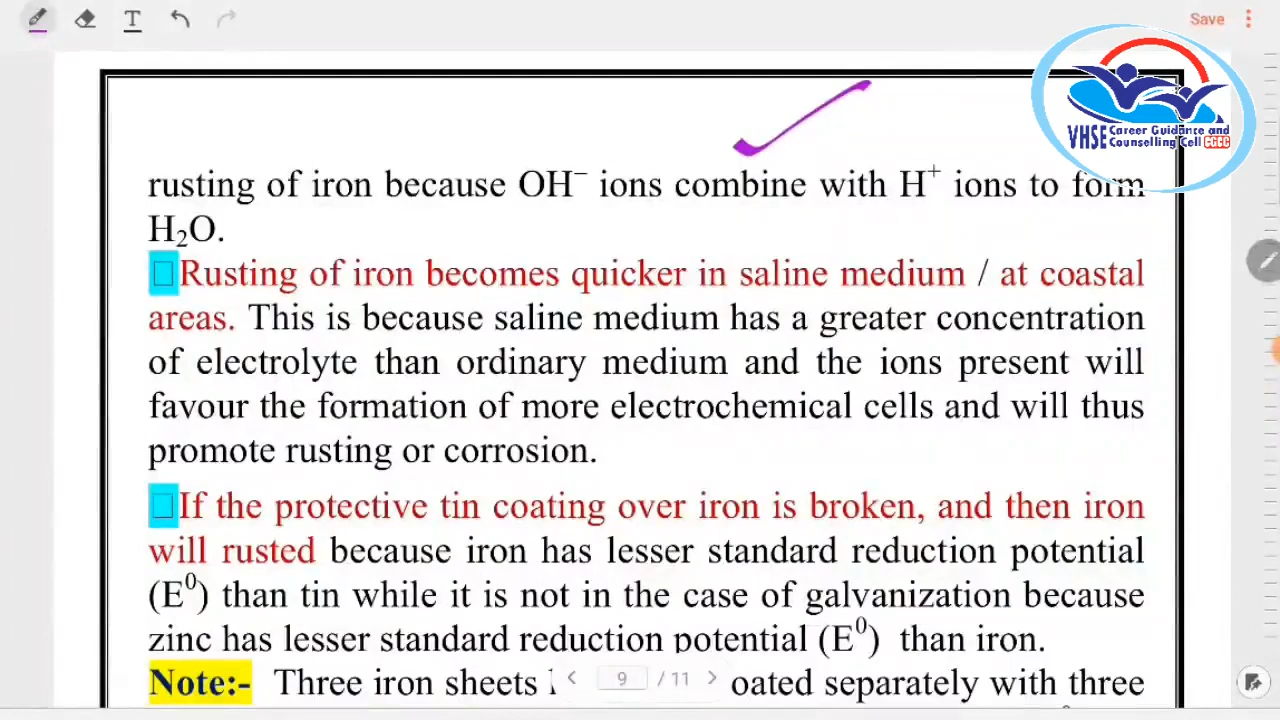 Save
VHSE Career Guidance and
Counselling Cell CGCC
rusting of iron because OH⁻ ions combine with H⁺ ions to form
H₂O.
Rusting of iron becomes quicker in saline medium / at coastal
areas. This is because saline medium has a greater concentration
of electrolyte than ordinary medium and the ions present will
favour the formation of more electrochemical cells and will thus
promote rusting or corrosion.
If the protective tin coating over iron is broken, and then iron
will rusted because iron has lesser standard reduction potential
(E⁰) than tin while it is not in the case of galvanization because
zinc has lesser standard reduction potential (E⁰) than iron.
Note:- Three iron sheets oated separately with three
9 / 11